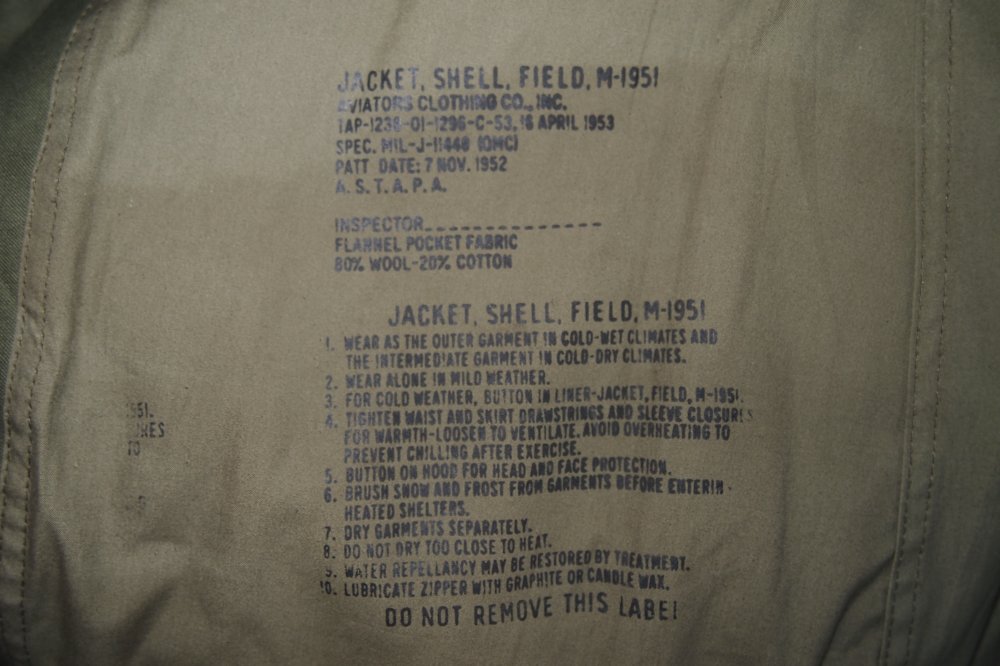 JACKET, SHELL, FIELD, M-1951
AVIATORS CLOTHING CO., INC.
TAP-1236-01-1296-C-53, 16 APRIL 1953
SPEC. MIL-J-11448 (QMC)
PATT DATE: 7 NOV. 1952
A. S. T. A. P. A.
INSPECTOR
FLANNEL POCKET FABRIC
80% WOOL-20% COTTON
JACKET, SHELL, FIELD, M-1951
1. WEAR AS THE OUTER GARMENT IN COLD-WET CLIMATES AND
THE INTERMEDIATE GARMENT IN COLD-DRY CLIMATES.
2. WEAR ALONE IN MILD WEATHER.
3. FOR COLD WEATHER, BUTTON IN LINER-JACKET, FIELD, M-1951.
4. TIGHTEN WAIST AND SKIRT DRAWSTRINGS AND SLEEVE CLOSURES
FOR WARMTH-LOOSEN TO VENTILATE. AVOID OVERHEATING TO
PREVENT CHILLING AFTER EXERCISE.
5. BUTTON ON HOOD FOR HEAD AND FACE PROTECTION.
6. BRUSH SNOW AND FROST FROM GARMENTS BEFORE ENTERIN
HEATED SHELTERS.
7. DRY GARMENTS SEPARATELY.
8. DO NOT DRY TOO CLOSE TO HEAT.
9. WATER REPELLANCY MAY BE RESTORED BY TREATMENT.
10. LUBRICATE ZIPPER WITH GRAPHITE OR CANDLE WAX.
DO NOT REMOVE THIS LABEL
951.
TO